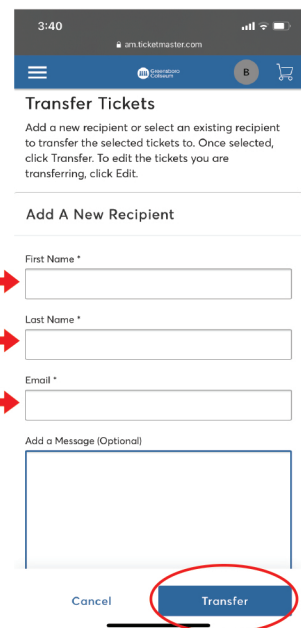 3:40
am.ticketmaster.com
Greensboro
Coliseum
B
Transfer Tickets
Add a new recipient or select an existing recipient
to transfer the selected tickets to. Once selected,
click Transfer. To edit the tickets you are
transferring, click Edit.
Add A New Recipient
First Name *
Last Name *
Email *
Add a Message (Optional)
Cancel
Transfer